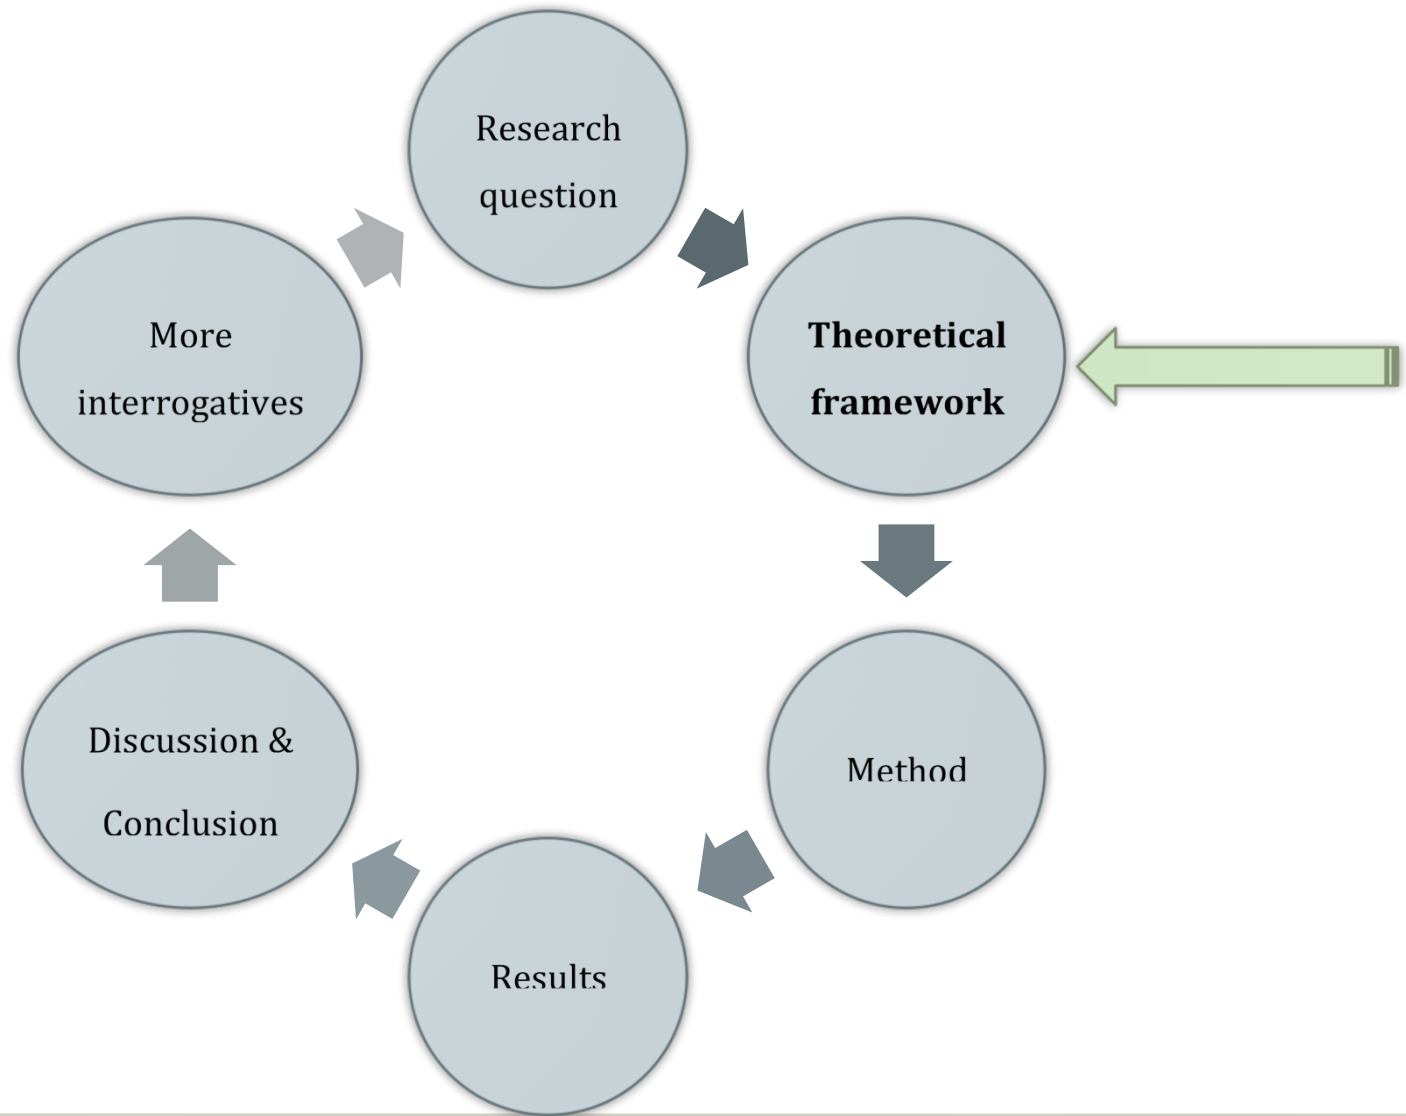 Research
question
Theoretical
framework
Method
Results
Discussion &
Conclusion
More
interrogatives